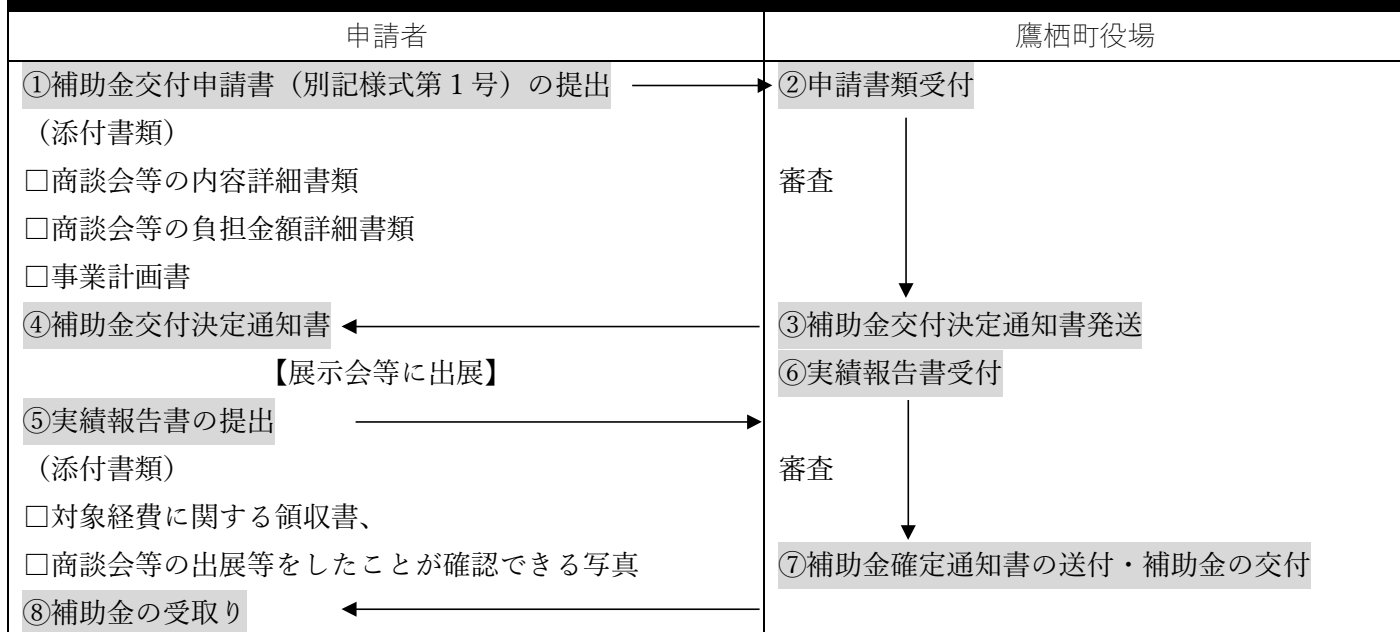 申請者
鷹栖町役場
①補助金交付申請書（別記様式第１号）の提出
②申請書類受付
（添付書類）
□商談会等の内容詳細書類
審査
□商談会等の負担金額詳細書類
□事業計画書
④補助金交付決定通知書
③補助金交付決定通知書発送
【展示会等に出展】
⑥実績報告書受付
⑤実績報告書の提出
（添付書類）
審査
□対象経費に関する領収書、
□商談会等の出展等をしたことが確認できる写真
⑦補助金確定通知書の送付・補助金の交付
⑧補助金の受取り